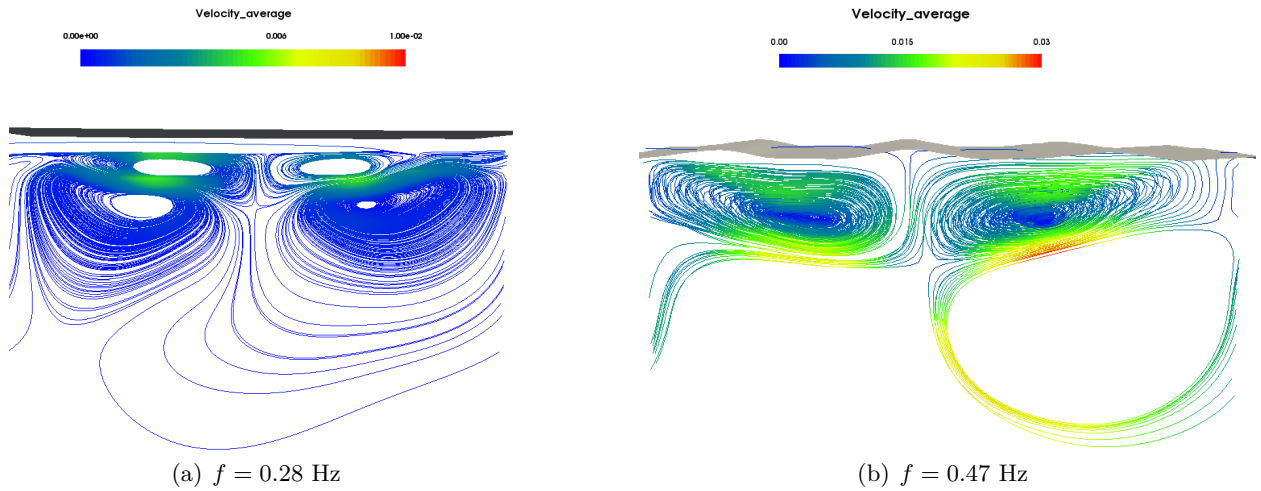 Velocity_average
0.00e+00 0.006 1.00e-02
Velocity_average
0.00 0.015 0.03
(a) f = 0.28 Hz
(b) f = 0.47 Hz